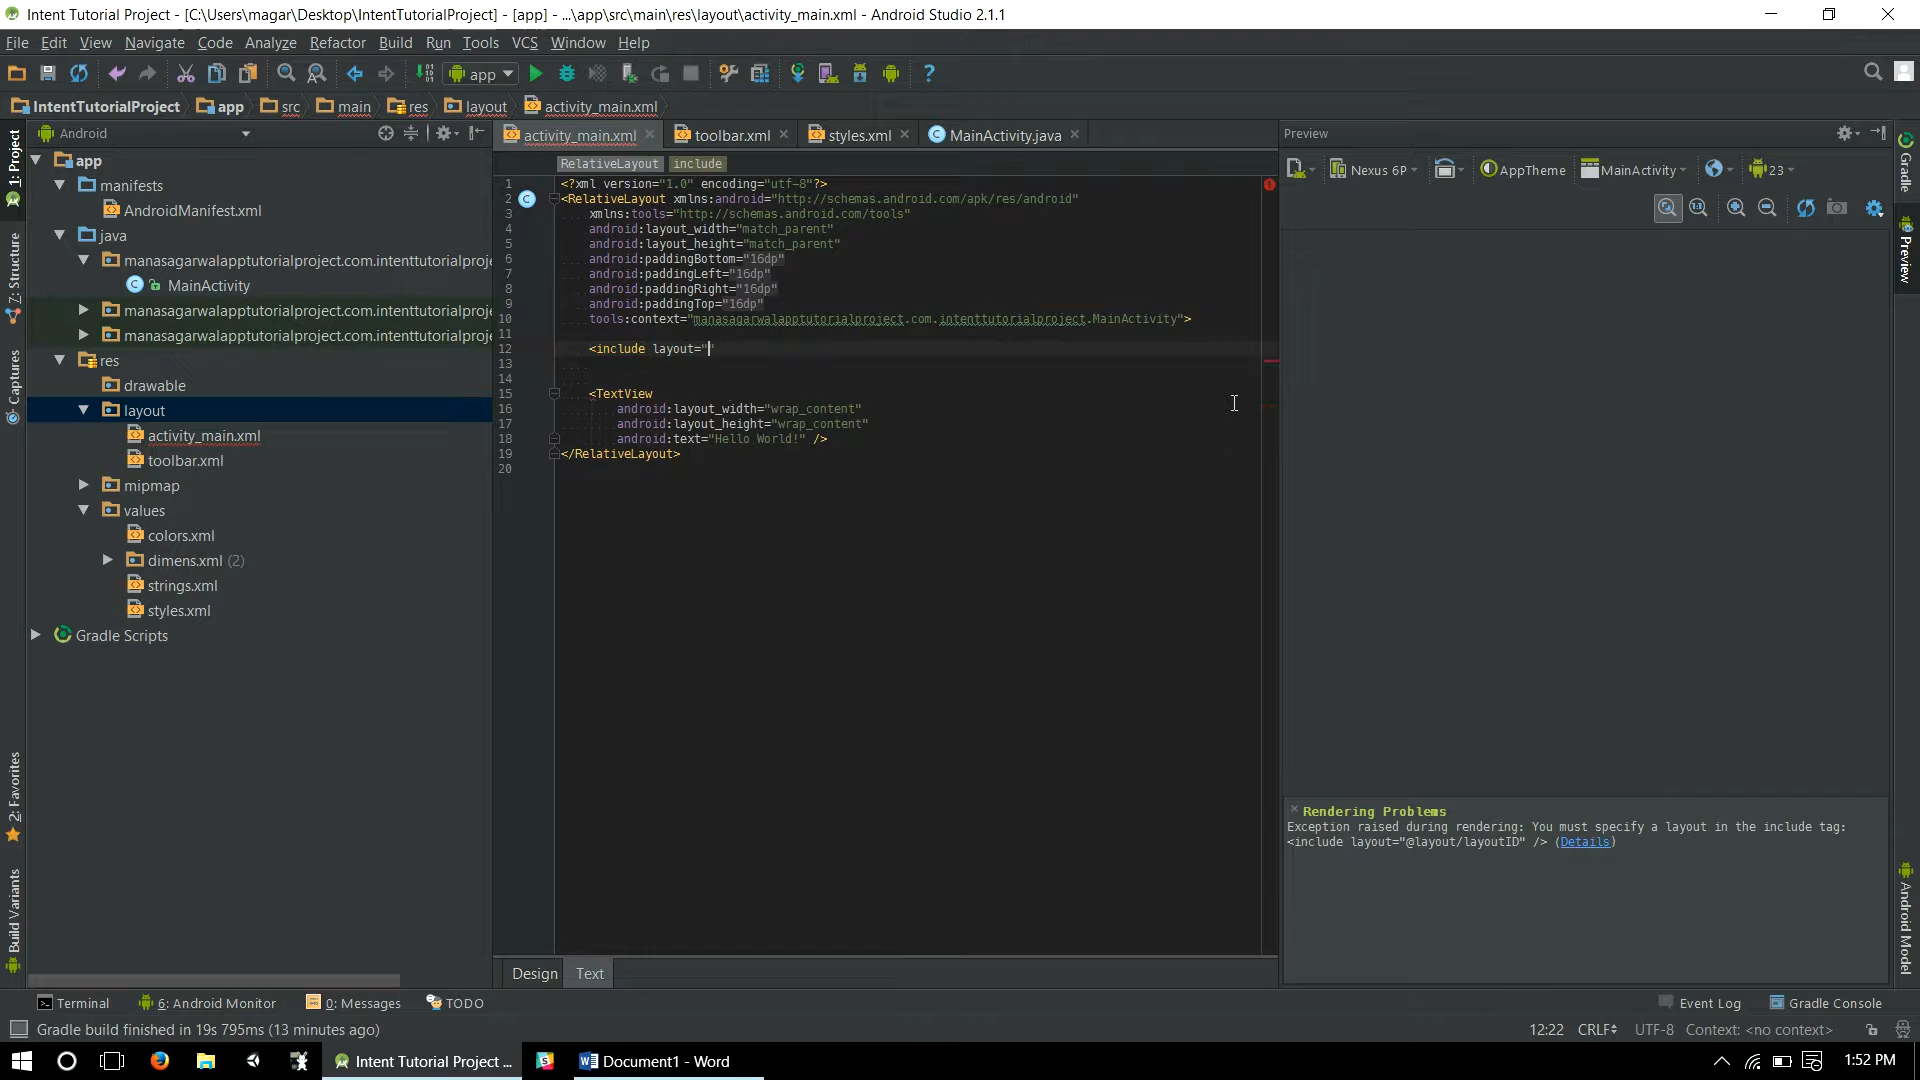 Intent Tutorial Project - [C:\Users\magar\Desktop\IntentTutorialProject] - [app] - ...\app\src\main\res\layout\activity_main.xml - Android Studio 2.1.1
File Edit View Navigate Code Analyze Refactor Build Run Tools VCS Window Help
app
IntentTutorialProject app src main res layout activity_main.xml
Android
activity_main.xml toolbar.xml styles.xml MainActivity.java
Preview
1: Project
7: Structure
Captures
2: Favorites
Build Variants
app
manifests
AndroidManifest.xml
java
manasagarwalapptutorialproject.com.intenttutorialproje
MainActivity
manasagarwalapptutorialproject.com.intenttutorialproje
manasagarwalapptutorialproject.com.intenttutorialproje
res
drawable
layout
activity_main.xml
toolbar.xml
mipmap
values
colors.xml
dimens.xml (2)
strings.xml
styles.xml
Gradle Scripts
RelativeLayout include
1 <?xml version="1.0" encoding="utf-8"?>
2 <RelativeLayout xmlns:android="http://schemas.android.com/apk/res/android"
3 xmlns:tools="http://schemas.android.com/tools"
4 android:layout_width="match_parent"
5 android:layout_height="match_parent"
6 android:paddingBottom="16dp"
7 android:paddingLeft="16dp"
8 android:paddingRight="16dp"
9 android:paddingTop="16dp"
10 tools:context="manasagarwalapptutorialproject.com.intenttutorialproject.MainActivity">
11
12 <include layout=""
13
14
15 <TextView
16 android:layout_width="wrap_content"
17 android:layout_height="wrap_content"
18 android:text="Hello World!" />
19 </RelativeLayout>
20
Design Text
Nexus 6P AppTheme MainActivity 23
Rendering Problems
Exception raised during rendering: You must specify a layout in the include tag:
<include layout="@layout/layoutID" /> (Details)
Gradle
Preview
Android Model
Terminal 6: Android Monitor 0: Messages TODO Event Log Gradle Console
Gradle build finished in 19s 795ms (13 minutes ago) 12:22 CRLF UTF-8 Context: <no context>
Intent Tutorial Project ... Document1 - Word 1:52 PM